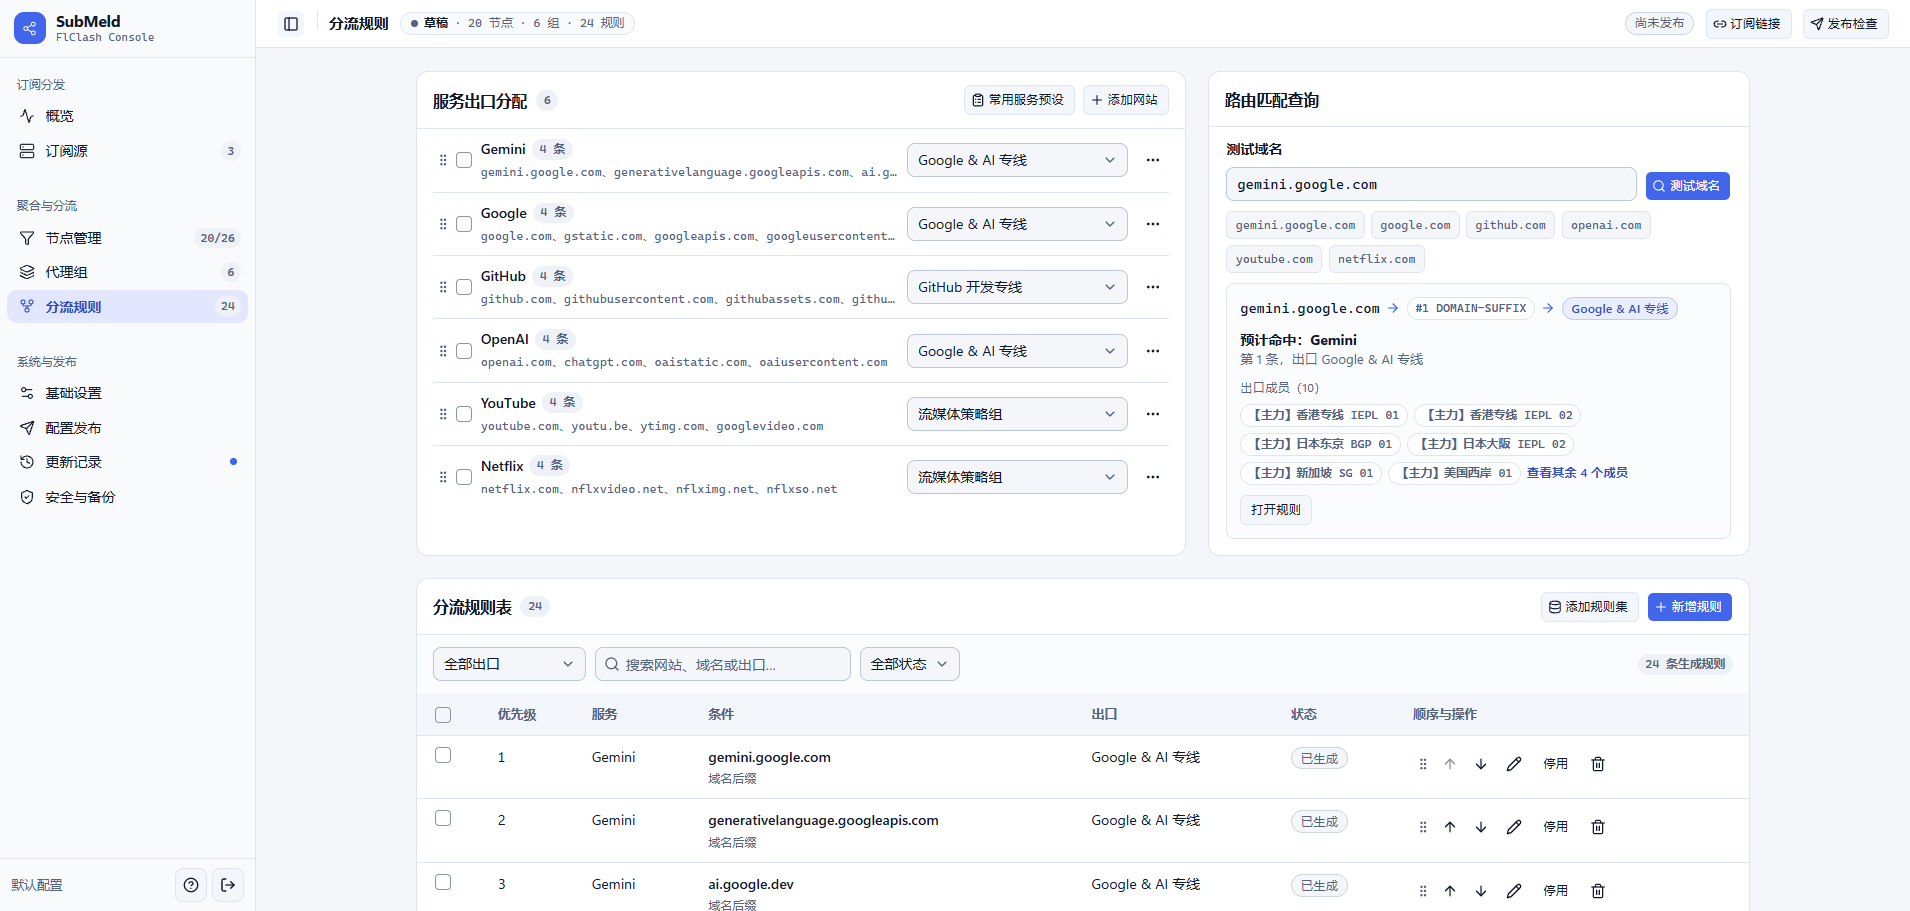 SubMeld
FlClash Console
分流规则
草稿 · 20 节点 · 6 组 · 24 规则
尚未发布
订阅链接
发布检查
订阅分发
概览
订阅源 3
聚合与分流
节点管理 20/26
代理组 6
分流规则 24
系统与发布
基础设置
配置发布
更新记录
安全与备份
默认配置
服务出口分配 6
常用服务预设
添加网站
Gemini 4 条
gemini.google.com、generativelanguage.googleapis.com、ai.g…
Google & AI 专线
Google 4 条
google.com、gstatic.com、googleapis.com、googleusercontent…
Google & AI 专线
GitHub 4 条
github.com、githubusercontent.com、githubassets.com、githu…
GitHub 开发专线
OpenAI 4 条
openai.com、chatgpt.com、oaistatic.com、oaiusercontent.com
Google & AI 专线
YouTube 4 条
youtube.com、youtu.be、ytimg.com、googlevideo.com
流媒体策略组
Netflix 4 条
netflix.com、nflxvideo.net、nflximg.net、nflxso.net
流媒体策略组
路由匹配查询
测试域名
gemini.google.com
测试域名
gemini.google.com google.com github.com openai.com
youtube.com netflix.com
gemini.google.com → #1 DOMAIN-SUFFIX → Google & AI 专线
预计命中：Gemini
第 1 条，出口 Google & AI 专线
出口成员（10）
【主力】香港专线 IEPL 01 【主力】香港专线 IEPL 02
【主力】日本东京 BGP 01 【主力】日本大阪 IEPL 02
【主力】新加坡 SG 01 【主力】美国西岸 01 查看其余 4 个成员
打开规则
分流规则表 24
添加规则集
新增规则
全部出口
搜索网站、域名或出口...
全部状态
24 条生成规则
优先级 服务 条件 出口 状态 顺序与操作
1 Gemini gemini.google.com Google & AI 专线 已生成 停用
域名后缀
2 Gemini generativelanguage.googleapis.com Google & AI 专线 已生成 停用
域名后缀
3 Gemini ai.google.dev Google & AI 专线 已生成 停用
域名后缀